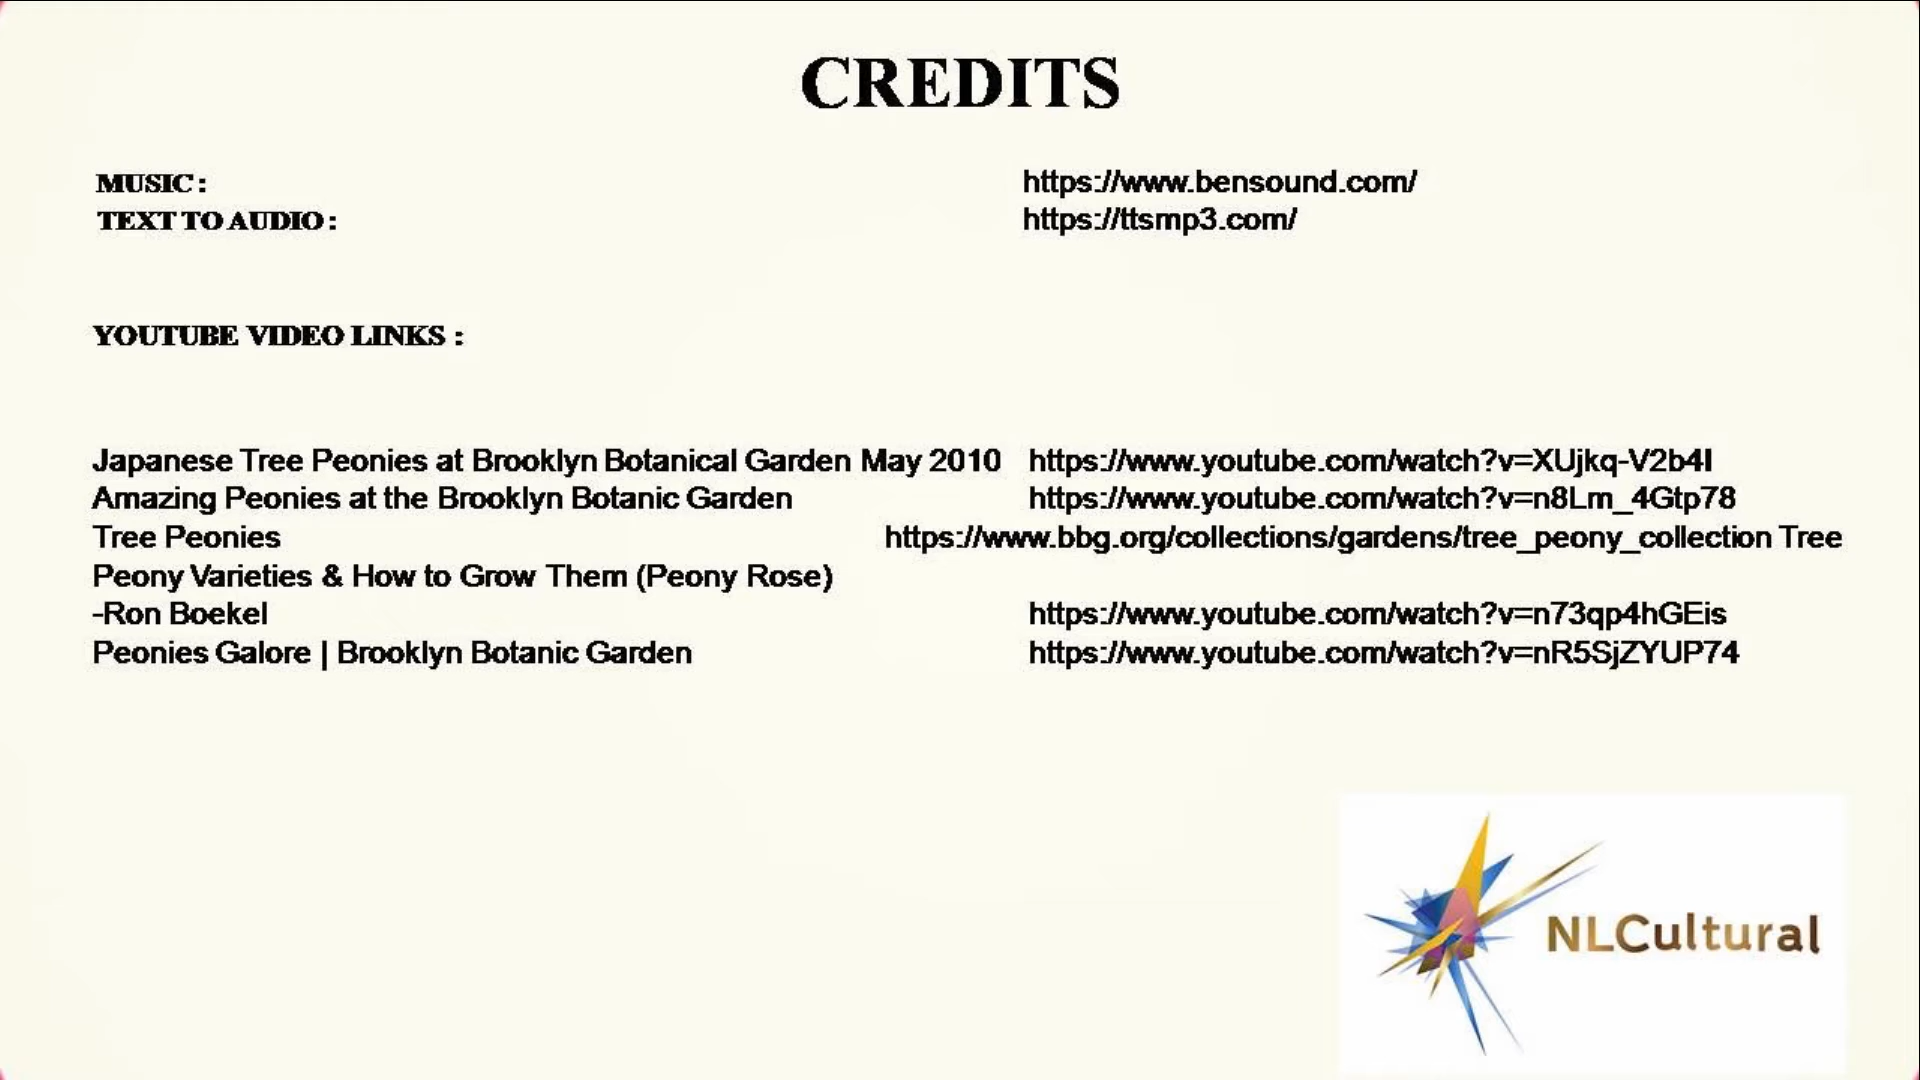 CREDITS
MUSIC : https://www.bensound.com/
TEXT TO AUDIO : https://ttsmp3.com/
YOUTUBE VIDEO LINKS :
Japanese Tree Peonies at Brooklyn Botanical Garden May 2010 https://www.youtube.com/watch?v=XUjkq-V2b4I
Amazing Peonies at the Brooklyn Botanic Garden https://www.youtube.com/watch?v=n8Lm_4Gtp78
Tree Peonies https://www.bbg.org/collections/gardens/tree_peony_collection Tree
Peony Varieties & How to Grow Them (Peony Rose)
-Ron Boekel https://www.youtube.com/watch?v=n73qp4hGEis
Peonies Galore | Brooklyn Botanic Garden https://www.youtube.com/watch?v=nR5SjZYUP74
NLCultural